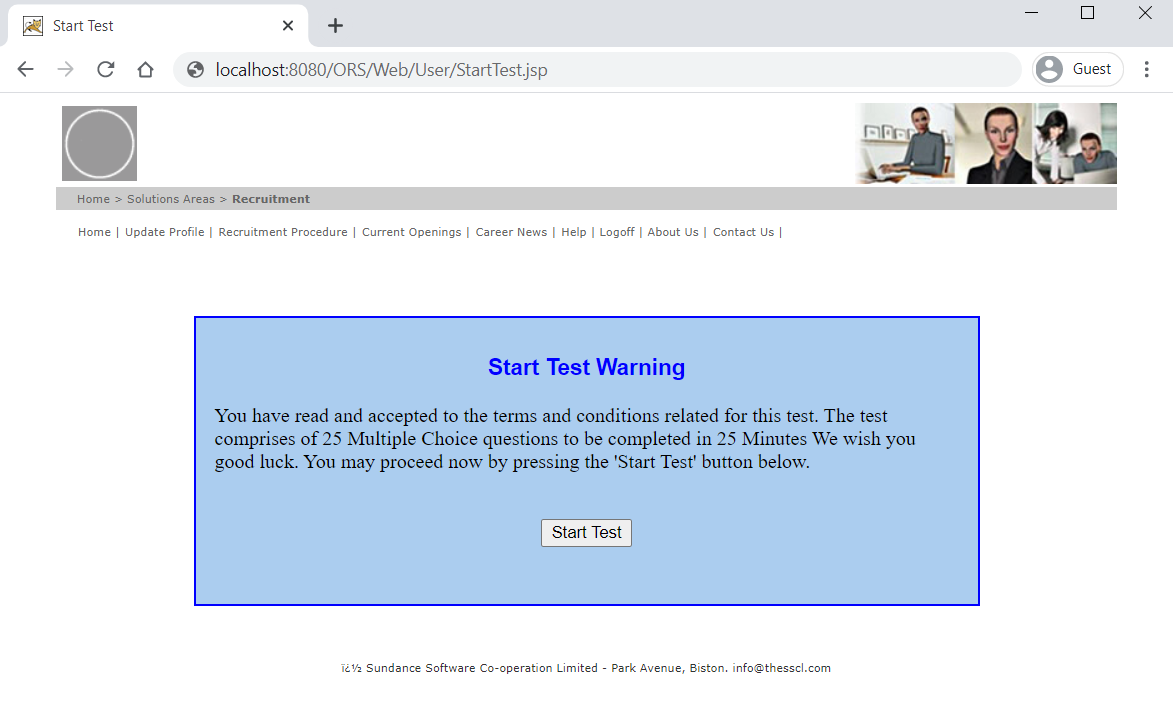 Start Test
localhost:8080/ORS/Web/User/StartTest.jsp
Guest
Home > Solutions Areas > Recruitment
Home | Update Profile | Recruitment Procedure | Current Openings | Career News | Help | Logoff | About Us | Contact Us |
Start Test Warning
You have read and accepted to the terms and conditions related for this test. The test
comprises of 25 Multiple Choice questions to be completed in 25 Minutes We wish you
good luck. You may proceed now by pressing the 'Start Test' button below.
Start Test
ï¿½ Sundance Software Co-operation Limited - Park Avenue, Biston. info@thesscl.com